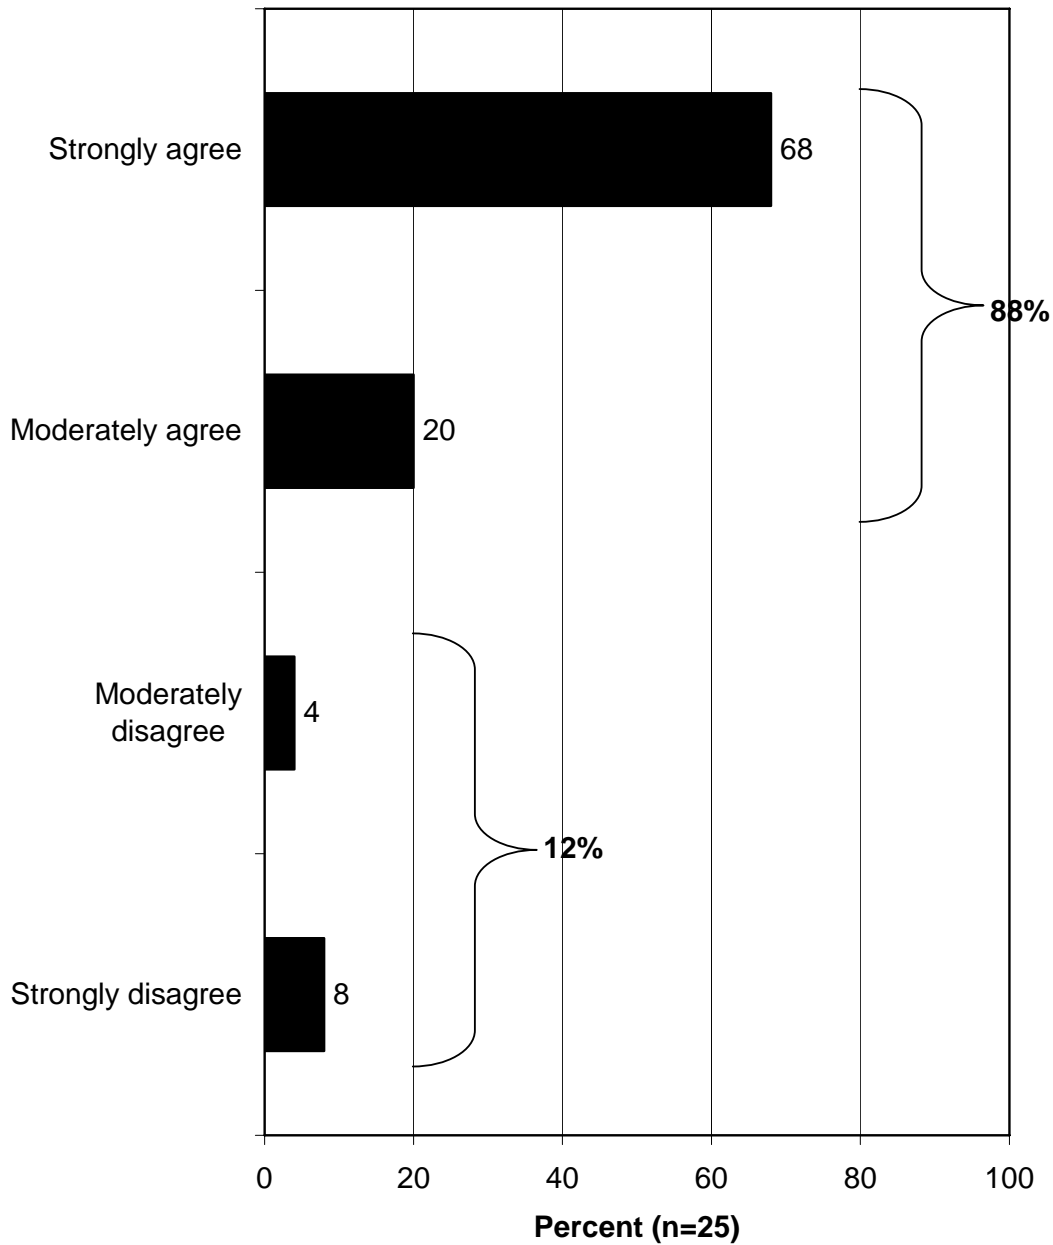 Strongly agree
68
88%
Moderately agree
20
Moderately
disagree
4
12%
Strongly disagree
8
0 20 40 60 80 100
Percent (n=25)